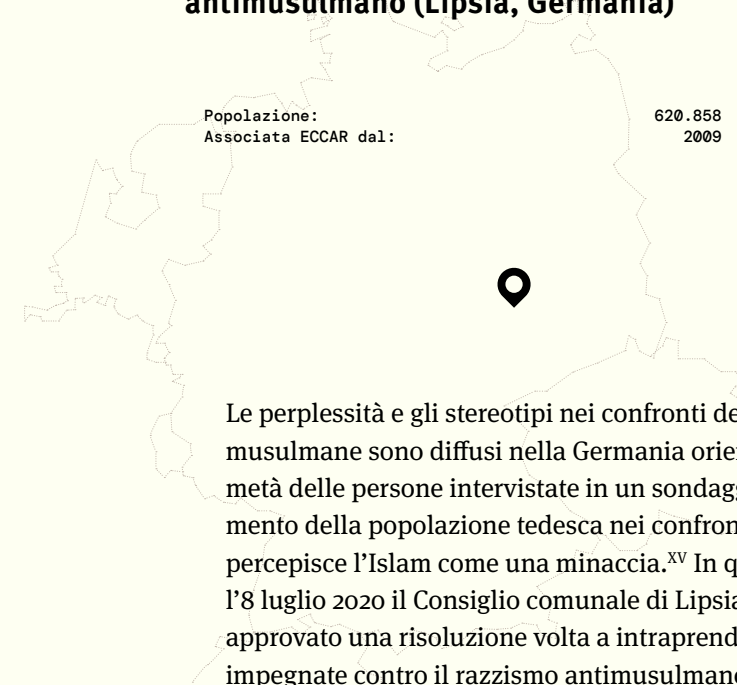 antimusulmano (Lipsia, Germania)
Popolazione: 620.858
Associata ECCAR dal: 2009
Le perplessità e gli stereotipi nei confronti de
musulmane sono diffusi nella Germania orie
metà delle persone intervistate in un sondag
mento della popolazione tedesca nei confron
percepisce l’Islam come una minaccia.XV In q
l’8 luglio 2020 il Consiglio comunale di Lipsia
approvato una risoluzione volta a intraprend
impegnate contro il razzismo antimusulmano